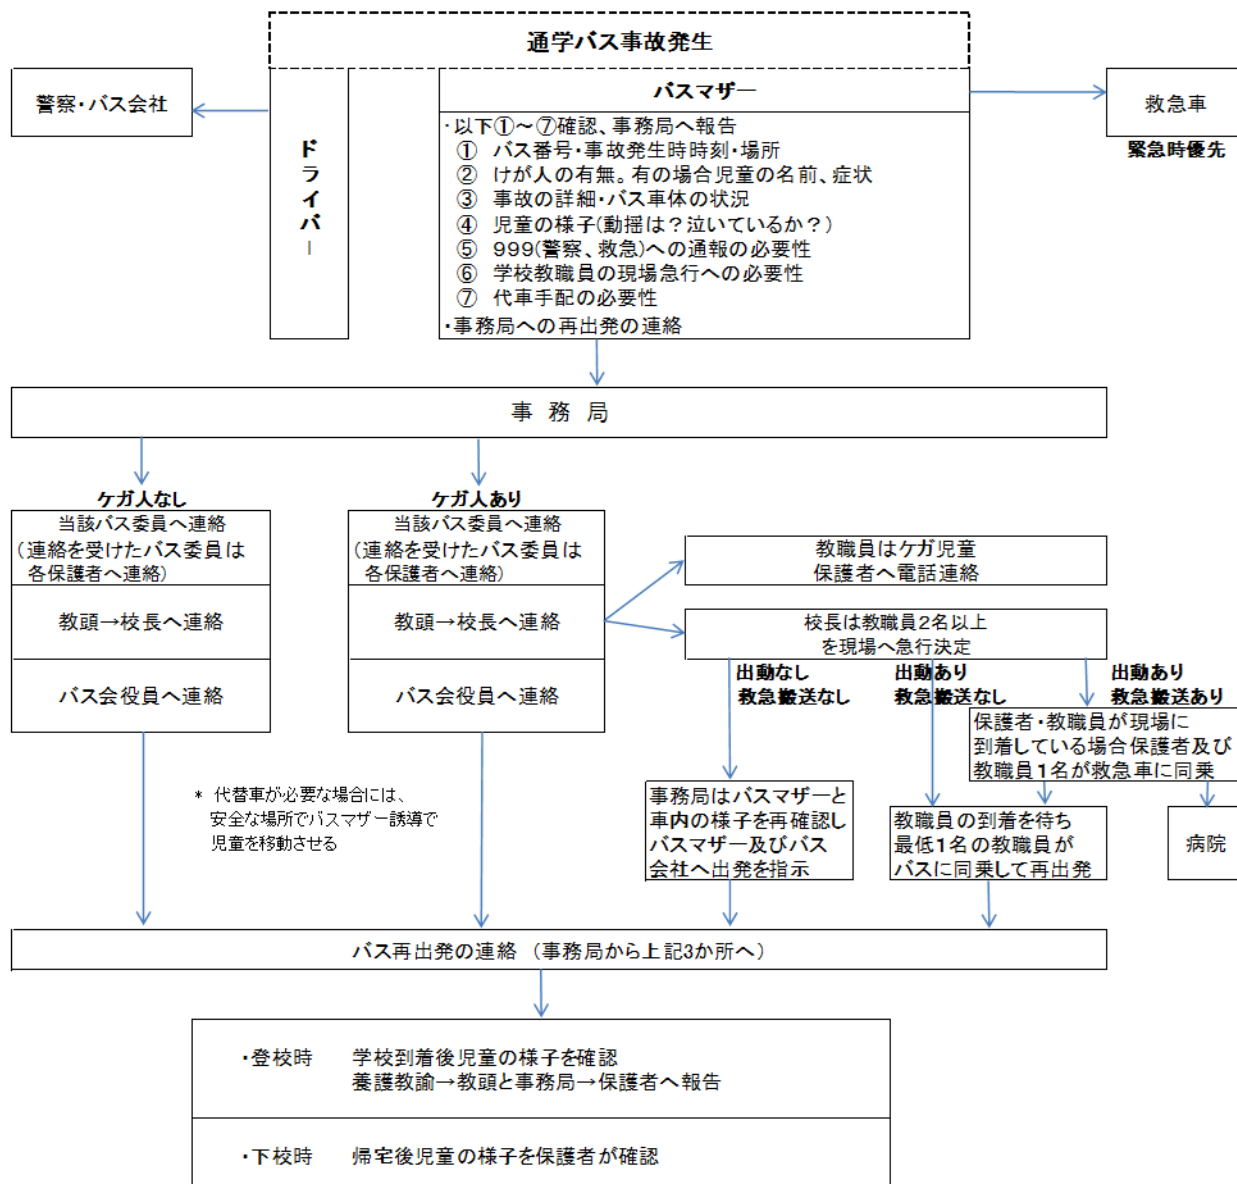 通学バス事故発生
警察・バス会社
ドライバー
バスマザー
救急車
緊急時優先
・以下①～⑦確認、事務局へ報告
① バス番号・事故発生時時刻・場所
② けが人の有無。有の場合児童の名前、症状
③ 事故の詳細・バス車体の状況
④ 児童の様子(動揺は？泣いているか？)
⑤ 999(警察、救急)への通報の必要性
⑥ 学校教職員の現場急行への必要性
⑦ 代車手配の必要性
・事務局への再出発の連絡
事 務 局
ケガ人なし
当該バス委員へ連絡
(連絡を受けたバス委員は
各保護者へ連絡)
教頭→校長へ連絡
バス会役員へ連絡
ケガ人あり
当該バス委員へ連絡
(連絡を受けたバス委員は
各保護者へ連絡)
教頭→校長へ連絡
バス会役員へ連絡
教職員はケガ児童
保護者へ電話連絡
校長は教職員2名以上
を現場へ急行決定
出動なし
救急搬送なし
出動あり
救急搬送なし
出動あり
救急搬送あり
保護者・教職員が現場に
到着している場合保護者及び
教職員1名が救急車に同乗
* 代替車が必要な場合には、
安全な場所でバスマザー誘導で
児童を移動させる
事務局はバスマザーと
車内の様子を再確認し
バスマザー及びバス
会社へ出発を指示
教職員の到着を待ち
最低1名の教職員が
バスに同乗して再出発
病院
バス再出発の連絡 (事務局から上記3か所へ)
・登校時 学校到着後児童の様子を確認
養護教諭→教頭と事務局→保護者へ報告
・下校時 帰宅後児童の様子を保護者が確認